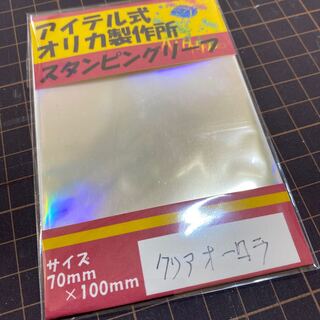 アイテル式
オリカ製作所
スタンピングリーフ
サイズ
70mm
×100mm
クリアオーロラ